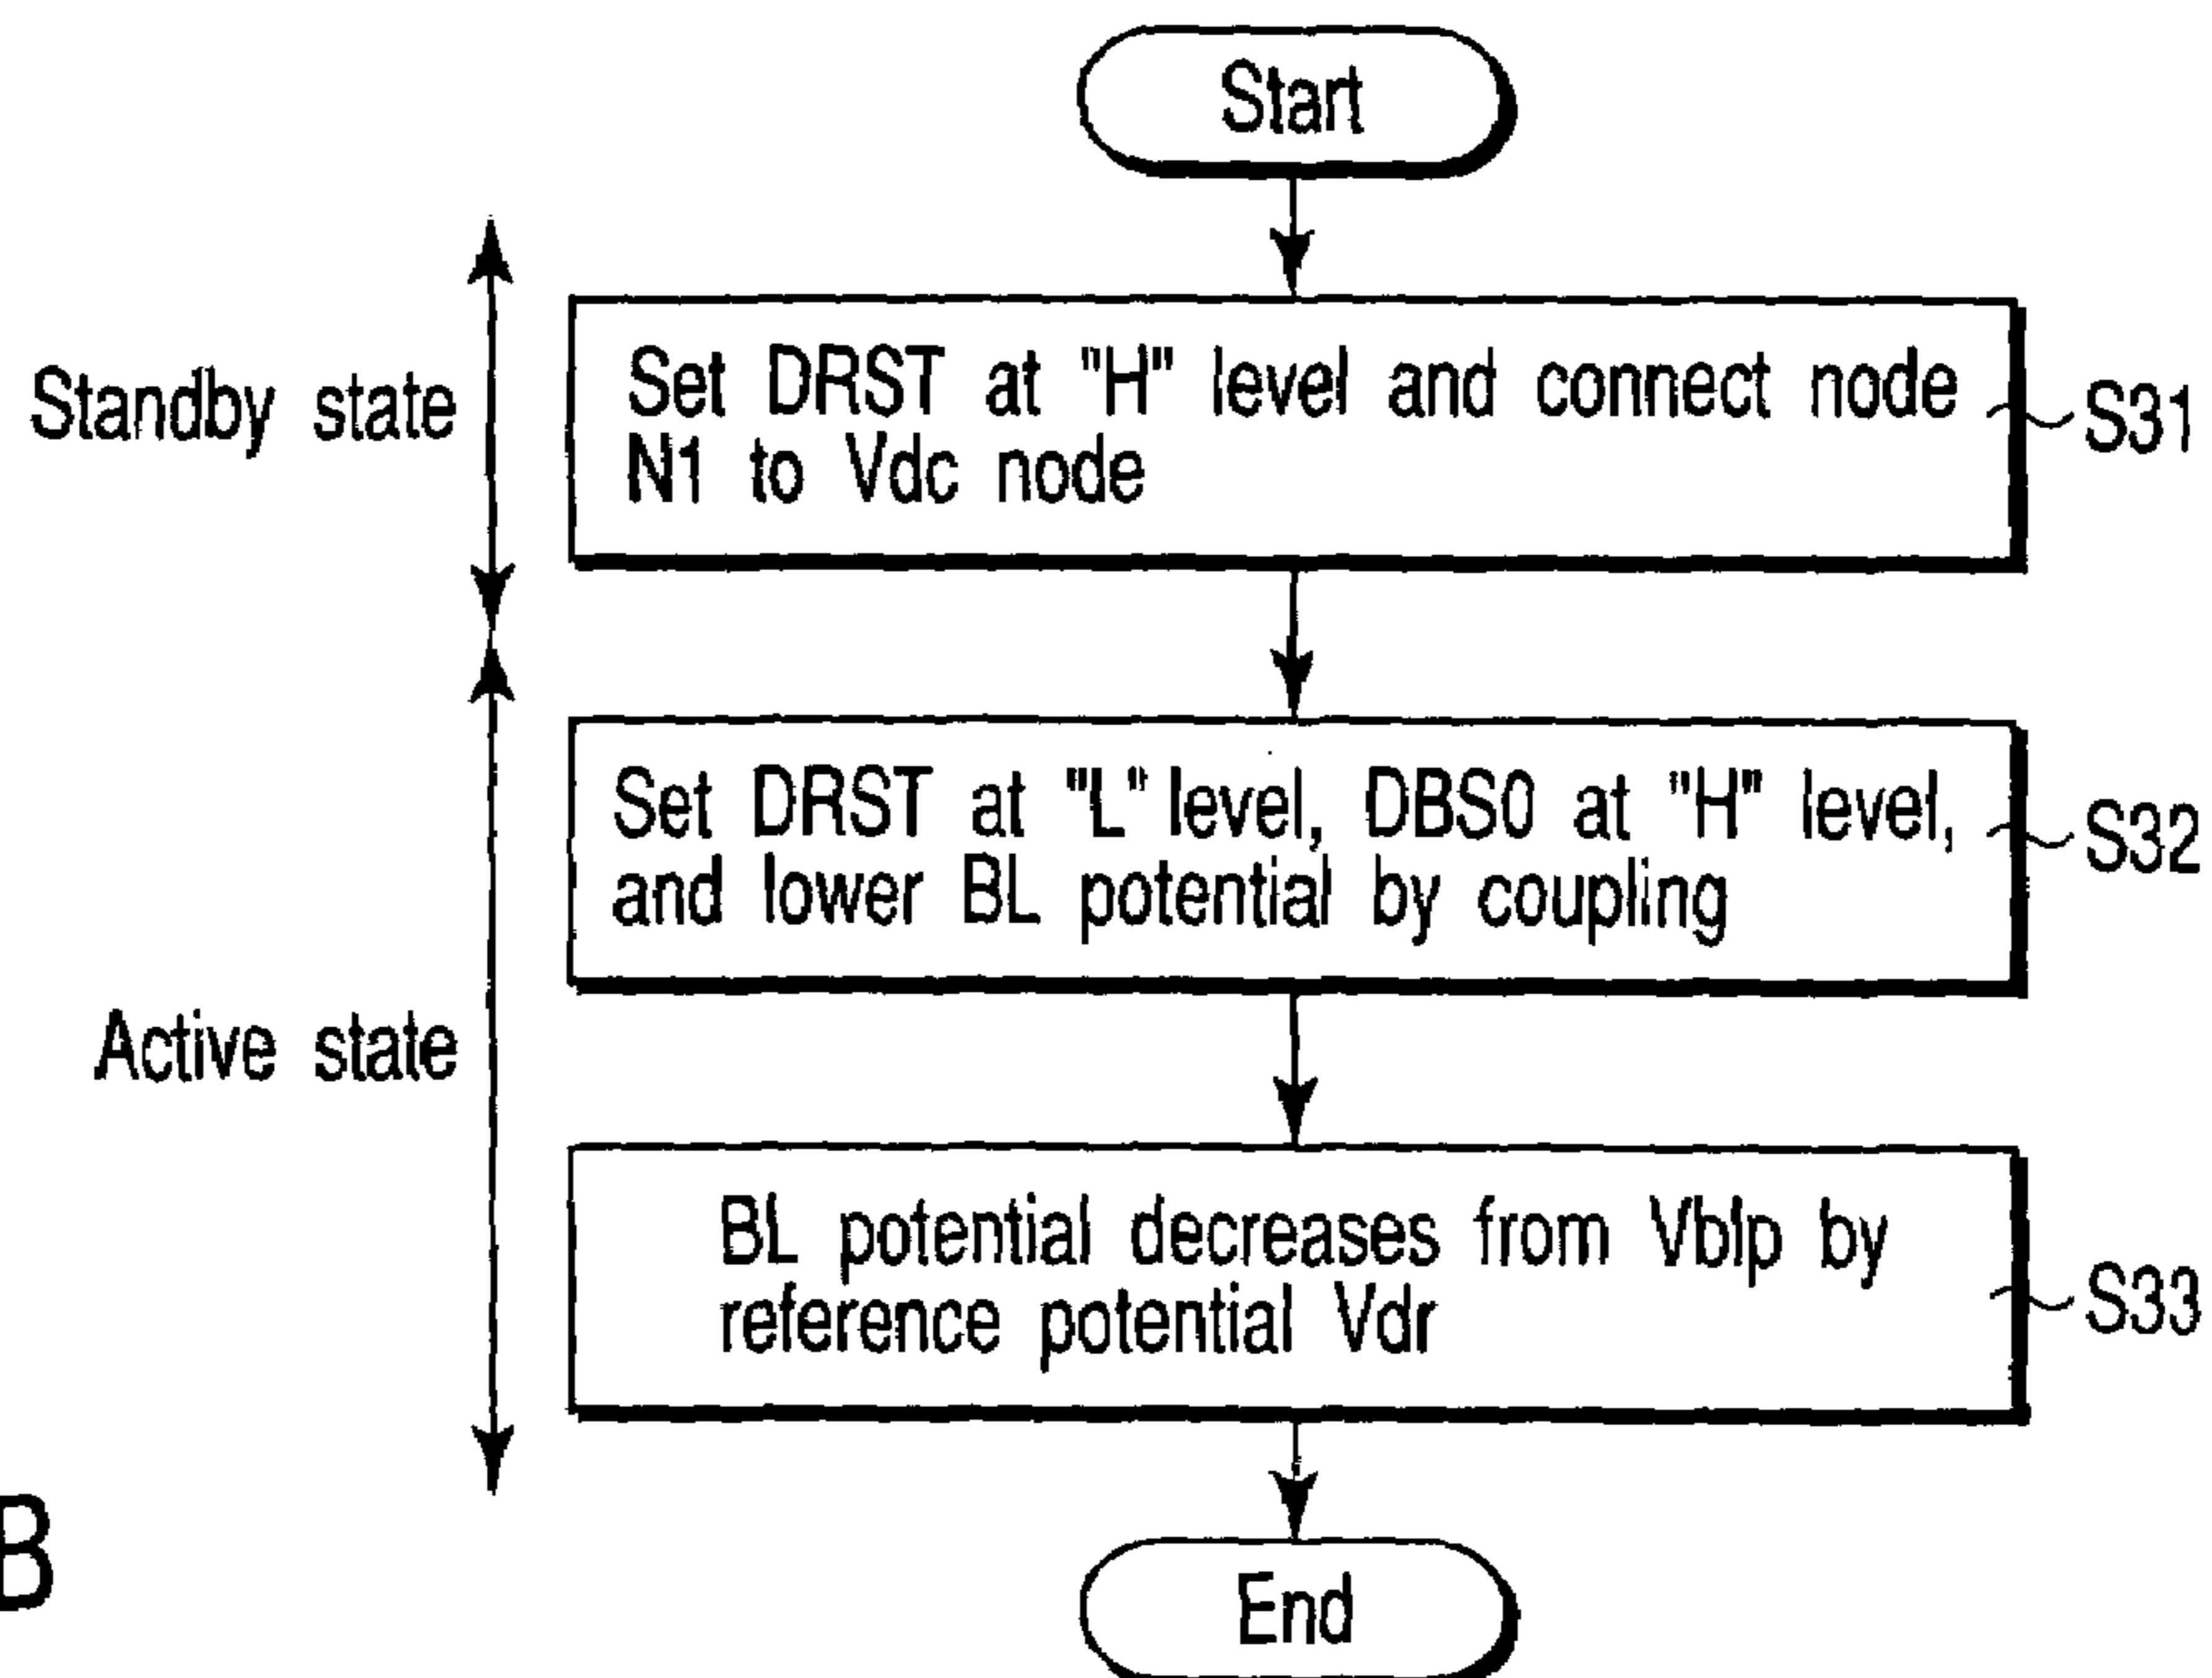 Start
Standby state
Set DRST at "H" level and connect node
N1 to Vdc node
S31
Set DRST at "L" level, DBS0 at "H" level,
and lower BL potential by coupling
S32
Active state
BL potential decreases from Vblp by
reference potential Vdr
S33
B
End